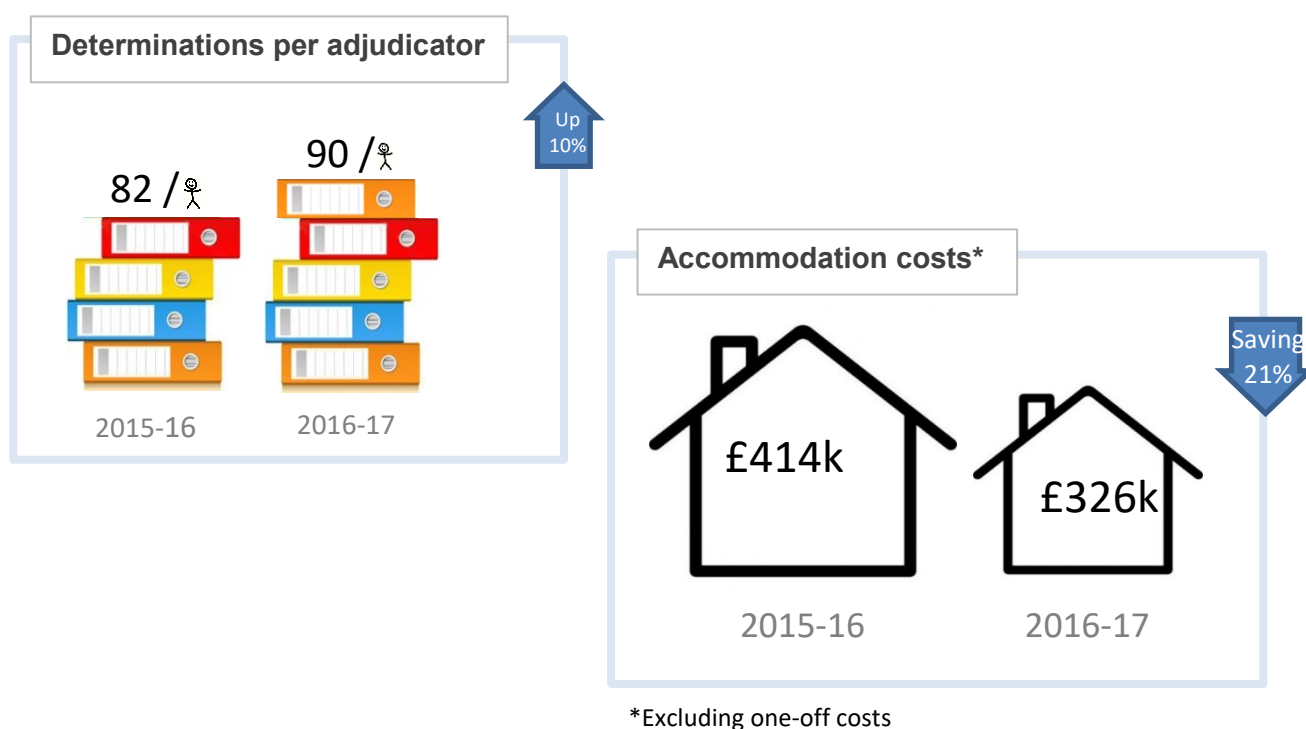 Determinations per adjudicator
Up
10%
82 /
90 /
2015-16
2016-17
Accommodation costs*
Saving
21%
£414k
£326k
2015-16
2016-17
*Excluding one-off costs